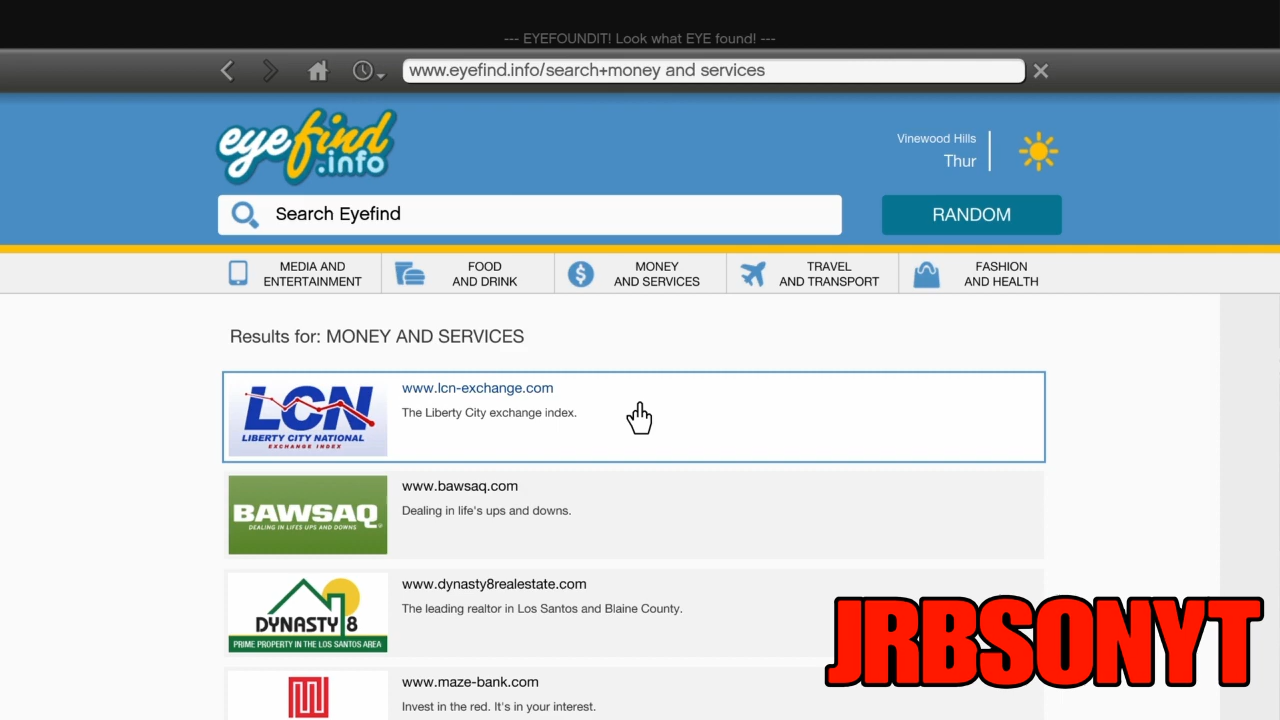 --- EYEFOUNDIT! Look what EYE found! ---
www.eyefind.info/search+money and services
eyefind
.info
Vinewood Hills
Thur
Search Eyefind
RANDOM
MEDIA AND
ENTERTAINMENT
FOOD
AND DRINK
MONEY
AND SERVICES
TRAVEL
AND TRANSPORT
FASHION
AND HEALTH
Results for: MONEY AND SERVICES
LCN
LIBERTY CITY NATIONAL
EXCHANGE INDEX
www.lcn-exchange.com
The Liberty City exchange index.
BAWSAQ
DEALING IN LIFES UPS AND DOWNS
www.bawsaq.com
Dealing in life's ups and downs.
DYNASTY 8
PRIME PROPERTY IN THE LOS SANTOS AREA
www.dynasty8realestate.com
The leading realtor in Los Santos and Blaine County.
www.maze-bank.com
Invest in the red. It's in your interest.
JRBSONYT